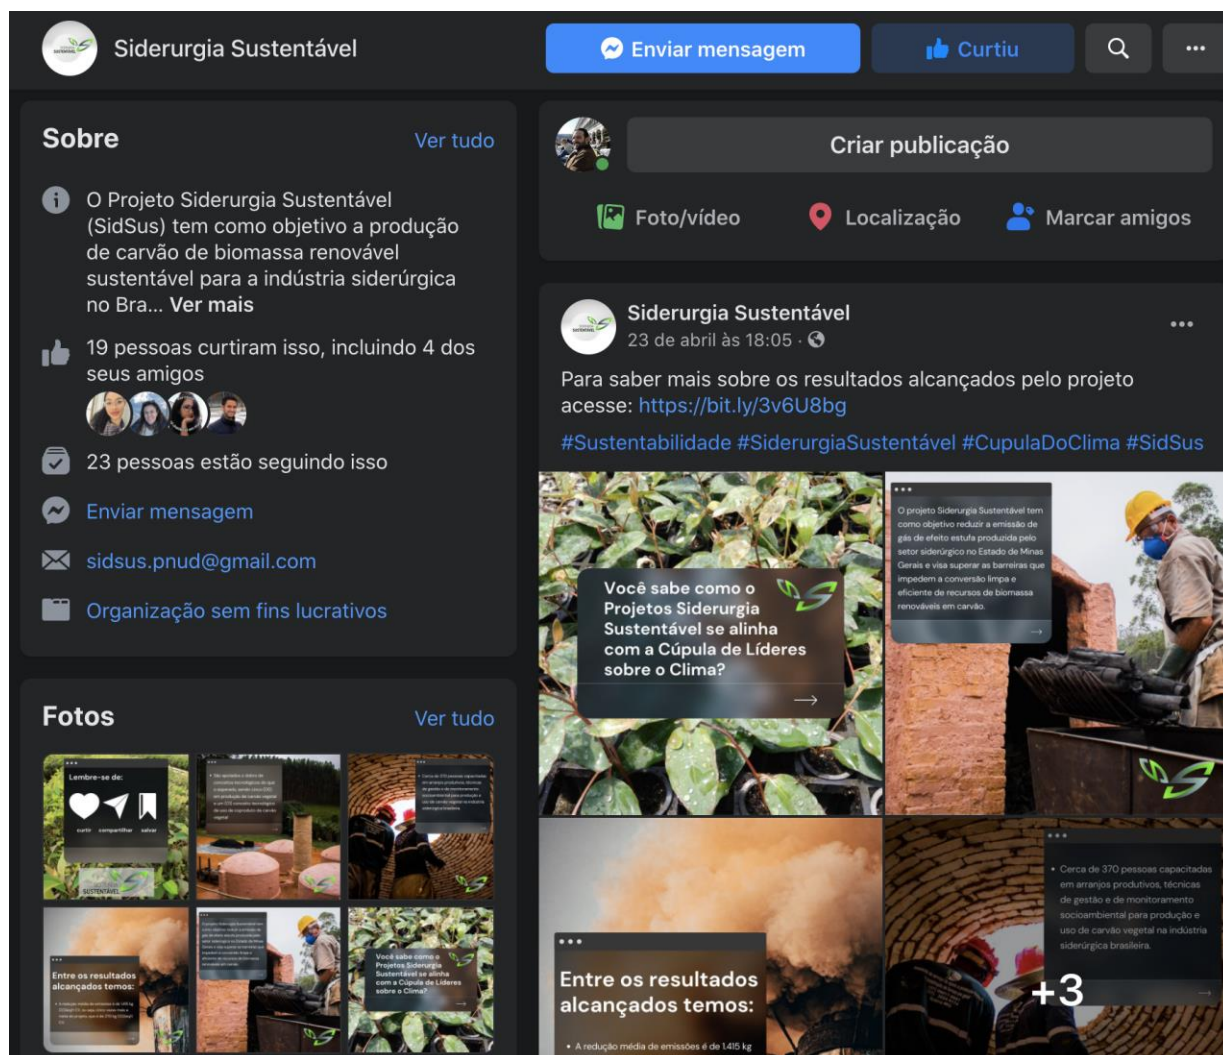 Siderurgia Sustentável
Enviar mensagem
Curtiu
Sobre
Ver tudo
O Projeto Siderurgia Sustentável
(SidSus) tem como objetivo a produção
de carvão de biomassa renovável
sustentável para a indústria siderúrgica
no Bra... Ver mais
19 pessoas curtiram isso, incluindo 4 dos
seus amigos
23 pessoas estão seguindo isso
Enviar mensagem
sidsus.pnud@gmail.com
Organização sem fins lucrativos
Fotos
Ver tudo
Lembre-se de:
curtir compartilhar salvar
SUSTENTÁVEL
Cerca de 370 pessoas capacitadas
Entre os resultados
alcançados temos:
Você sabe como o
Projetos Siderurgia
Sustentável se alinha
com a Cúpula de Líderes
sobre o Clima?
Criar publicação
Foto/vídeo
Localização
Marcar amigos
Siderurgia Sustentável
23 de abril às 18:05
Para saber mais sobre os resultados alcançados pelo projeto
acesse: https://bit.ly/3v6U8bg
#Sustentabilidade #SiderurgiaSustentável #CupulaDoClima #SidSus
Você sabe como o
Projetos Siderurgia
Sustentável se alinha
com a Cúpula de Líderes
sobre o Clima?
O projeto Siderurgia Sustentável tem
como objetivo reduzir a emissão de
gás de efeito estufa produzida pelo
setor siderúrgico no Estado de Minas
Gerais e visa superar as barreiras que
impedem a conversão limpa e
eficiente de recursos de biomassa
renováveis em carvão.
Entre os resultados
alcançados temos:
• A redução média de emissões é de 1.415 kg
• Cerca de 370 pessoas capacitadas
em arranjos produtivos, técnicas
de gestão e de monitoramento
socioambiental para produção e
uso de carvão vegetal na indústria
siderúrgica brasileira.
+3